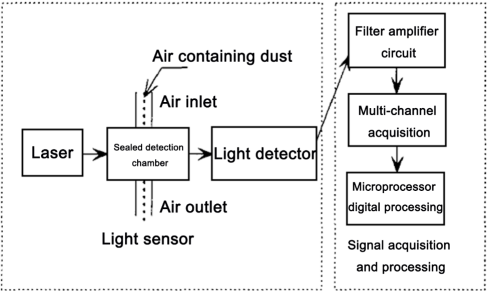 Air containing dust
Air inlet
Laser
Sealed detection
chamber
Light detector
Air outlet
Light sensor
Filter amplifier
circuit
Multi-channel
acquisition
Microprocessor
digital processing
Signal acquisition
and processing